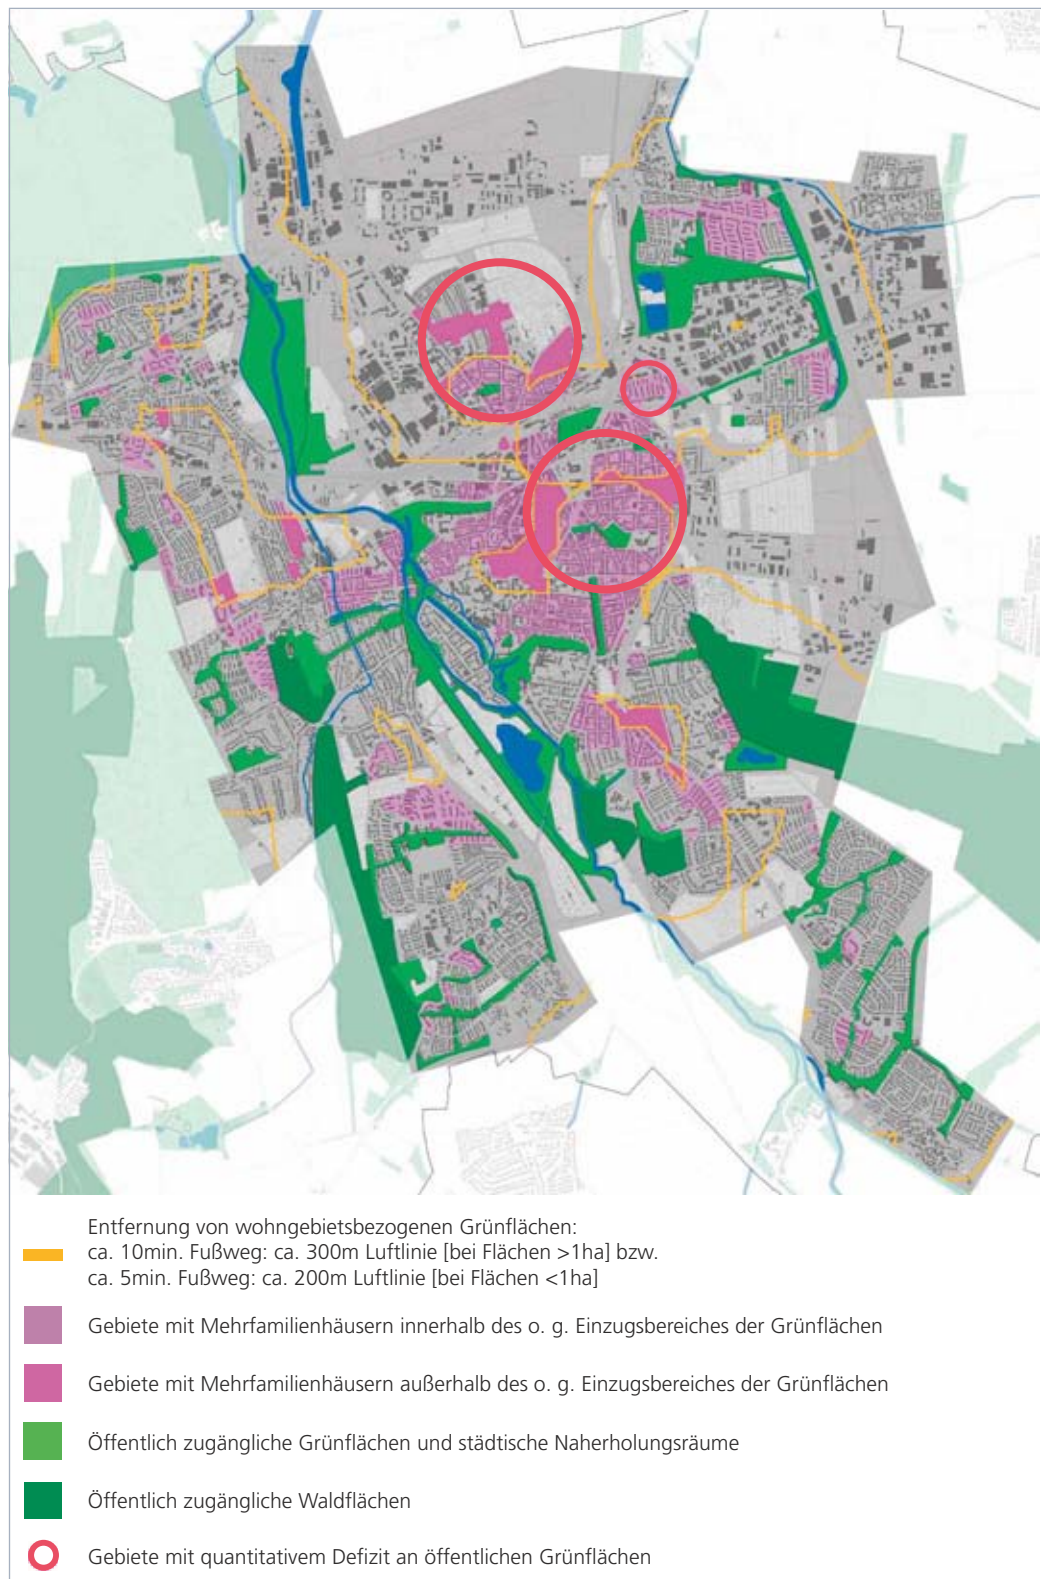 Entfernung von wohngebietsbezogenen Grünflächen:
ca. 10min. Fußweg: ca. 300m Luftlinie [bei Flächen >1ha] bzw.
ca. 5min. Fußweg: ca. 200m Luftlinie [bei Flächen <1ha]
Gebiete mit Mehrfamilienhäusern innerhalb des o. g. Einzugsbereiches der Grünflächen
Gebiete mit Mehrfamilienhäusern außerhalb des o. g. Einzugsbereiches der Grünflächen
Öffentlich zugängliche Grünflächen und städtische Naherholungsräume
Öffentlich zugängliche Waldflächen
Gebiete mit quantitativem Defizit an öffentlichen Grünflächen